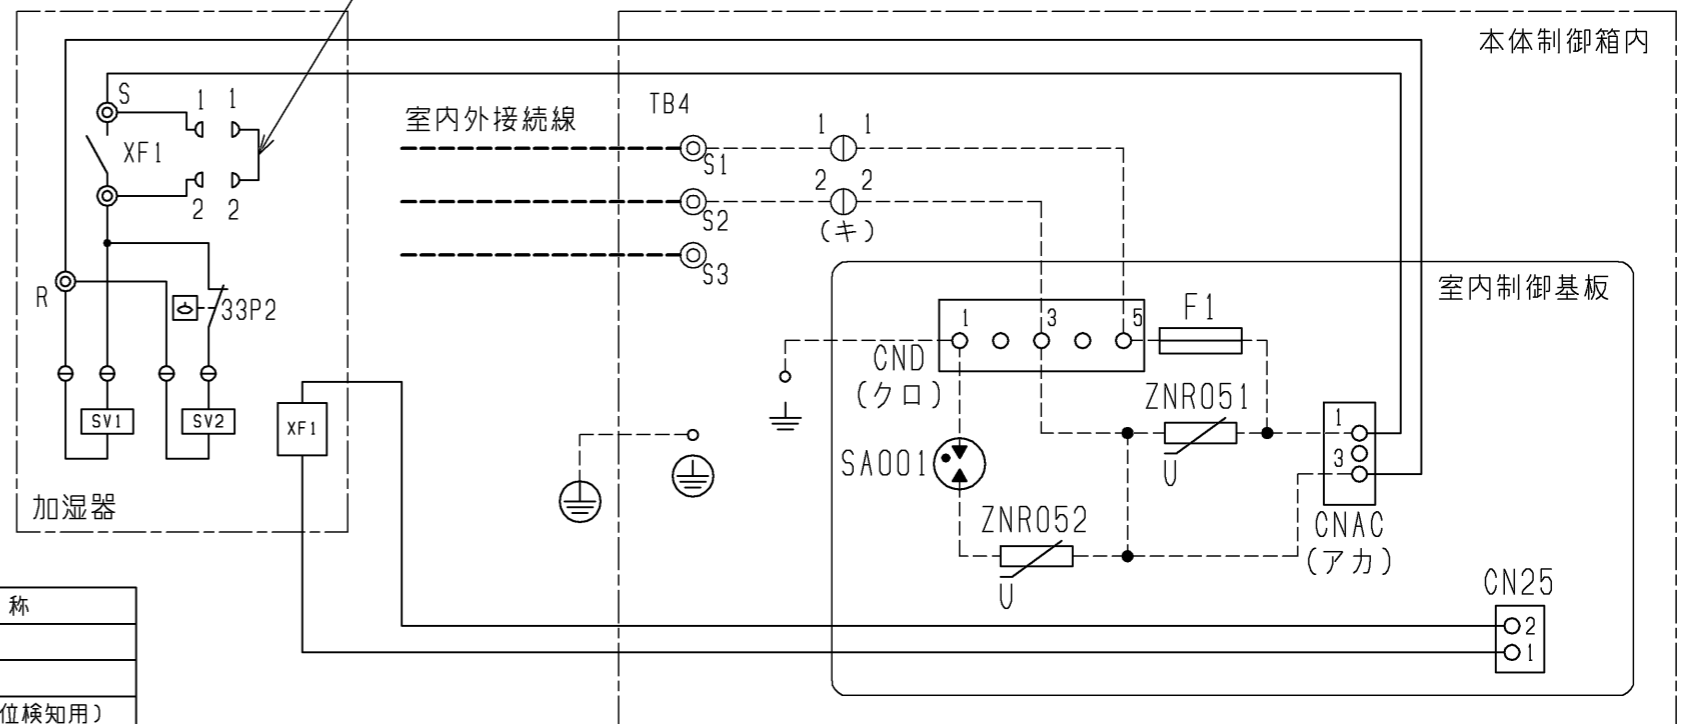 本体制御箱内
S
1 1
XF1
2 2
R
33P2
SV1
SV2
XF1
加湿器
室内外接続線
TB4
S1
1 1
S2
2 2
(キ)
S3
室内制御基板
1 3 5
F1
CND
(クロ)
ZNR051
U
SA001
ZNR052
U
1
3
CNAC
(アカ)
CN25
2
1
称
位検知用)